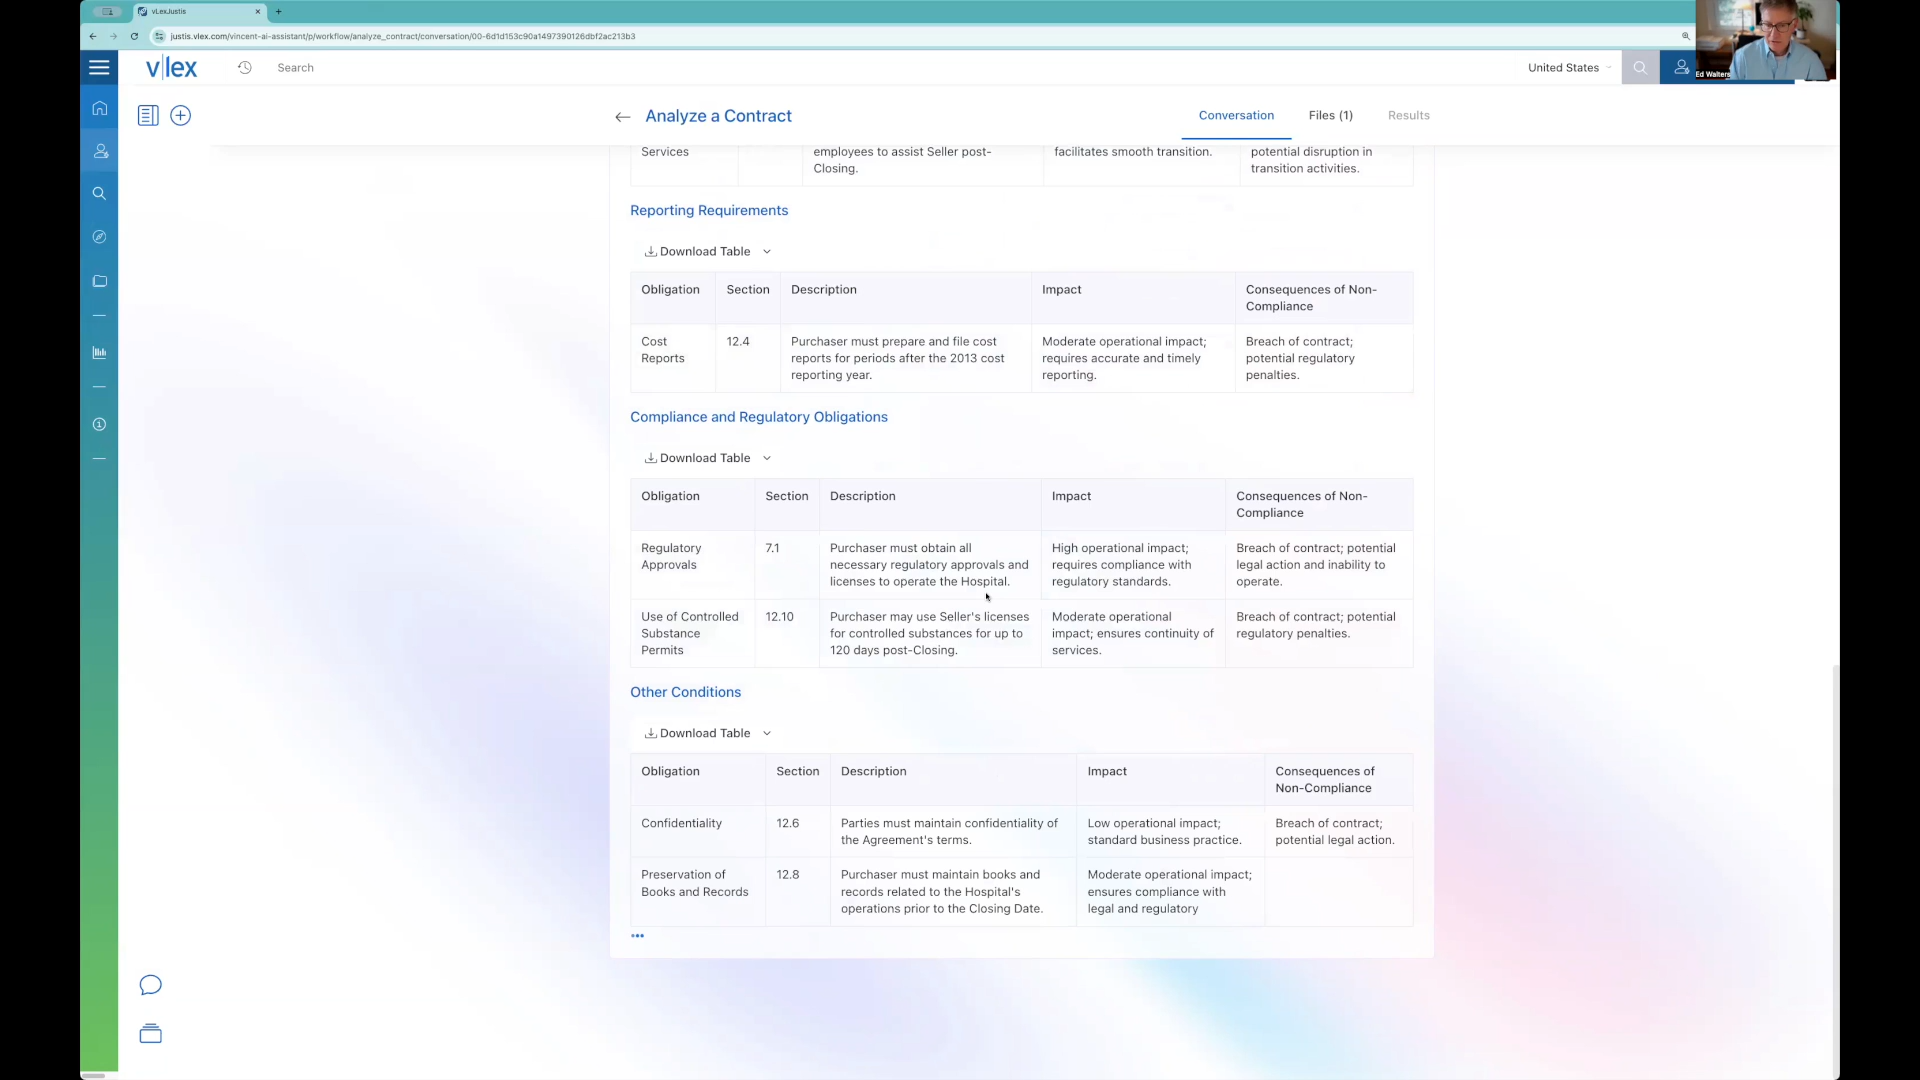 vLexJustis
justis.vlex.com/vincent-ai-assistant/p/workflow/analyze_contract/conversation/00-6d1d153c90a1497390126dbf2ac213b3
Ed Walters
v|lex
Search
United States
Analyze a Contract
Conversation
Files (1)
Results
Services
employees to assist Seller post-
Closing.
facilitates smooth transition.
potential disruption in
transition activities.
Reporting Requirements
Download Table
Obligation
Section
Description
Impact
Consequences of Non-
Compliance
Cost
Reports
12.4
Purchaser must prepare and file cost
reports for periods after the 2013 cost
reporting year.
Moderate operational impact;
requires accurate and timely
reporting.
Breach of contract;
potential regulatory
penalties.
Compliance and Regulatory Obligations
Download Table
Obligation
Section
Description
Impact
Consequences of Non-
Compliance
Regulatory
Approvals
7.1
Purchaser must obtain all
necessary regulatory approvals and
licenses to operate the Hospital.
High operational impact;
requires compliance with
regulatory standards.
Breach of contract; potential
legal action and inability to
operate.
Use of Controlled
Substance
Permits
12.10
Purchaser may use Seller's licenses
for controlled substances for up to
120 days post-Closing.
Moderate operational
impact; ensures continuity of
services.
Breach of contract; potential
regulatory penalties.
Other Conditions
Download Table
Obligation
Section
Description
Impact
Consequences of
Non-Compliance
Confidentiality
12.6
Parties must maintain confidentiality of
the Agreement's terms.
Low operational impact;
standard business practice.
Breach of contract;
potential legal action.
Preservation of
Books and Records
12.8
Purchaser must maintain books and
records related to the Hospital's
operations prior to the Closing Date.
Moderate operational impact;
ensures compliance with
legal and regulatory